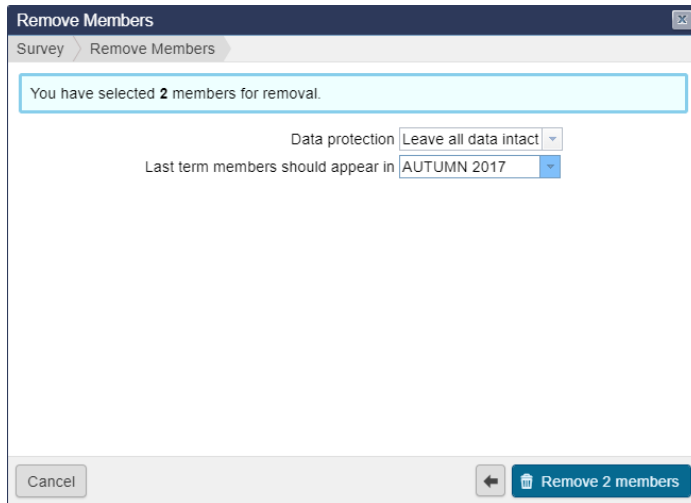 Remove Members
Survey Remove Members
You have selected 2 members for removal.
Data protection Leave all data intact
Last term members should appear in AUTUMN 2017
Cancel Remove 2 members